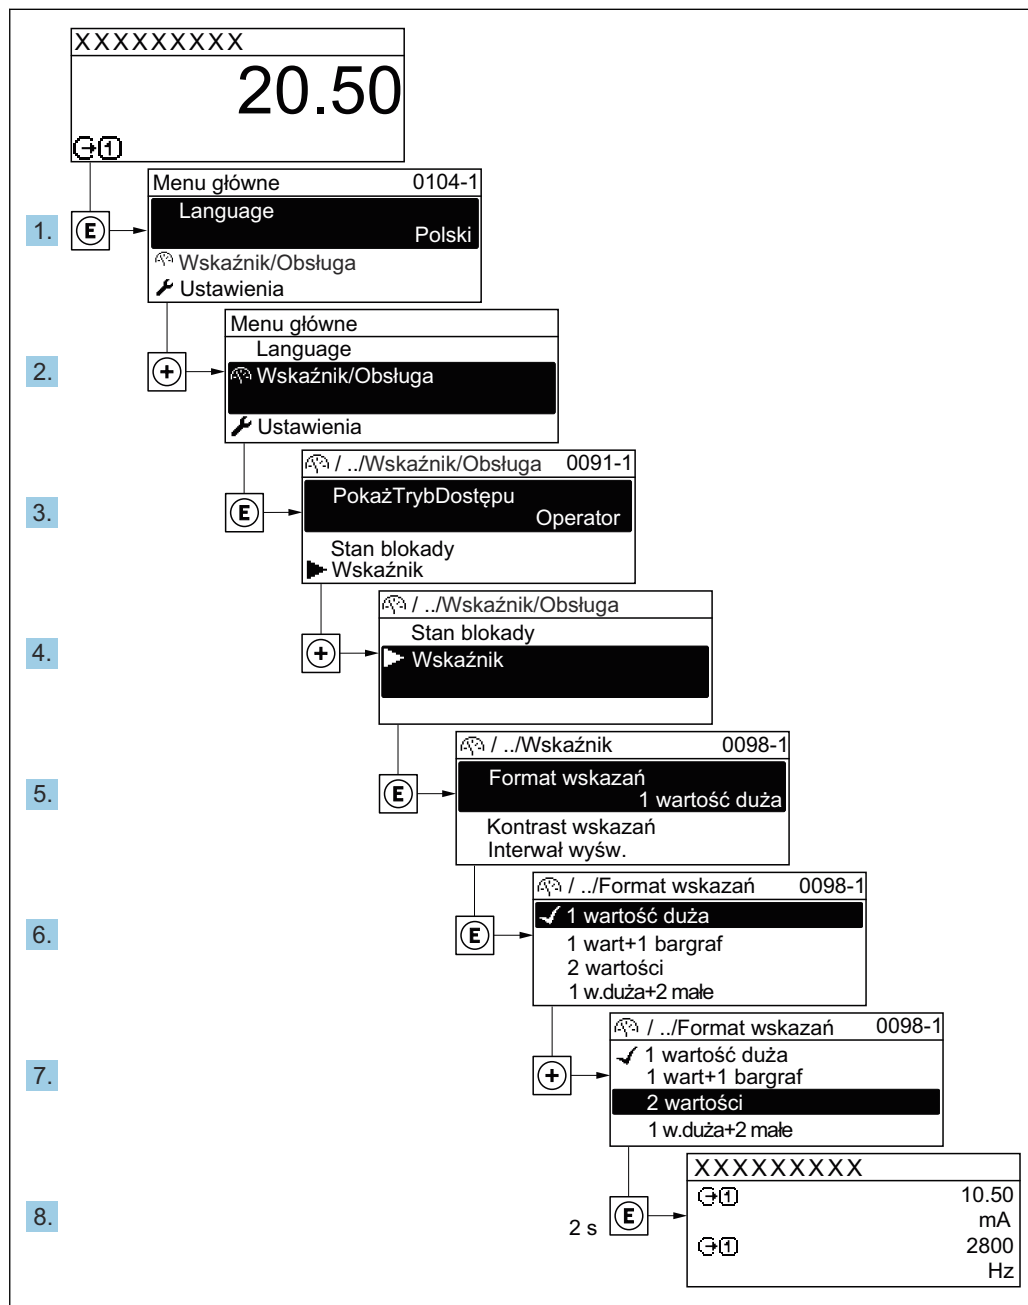 XXXXXXXXX
20.50
1
Menu główne 0104-1
1. E Language
Polski
Wskaźnik/Obsługa
Ustawienia
Menu główne
Language
2. + Wskaźnik/Obsługa
Ustawienia
/ ../Wskaźnik/Obsługa 0091-1
PokażTrybDostępu
3. E Operator
Stan blokady
Wskaźnik
/ ../Wskaźnik/Obsługa
Stan blokady
4. + Wskaźnik
/ ../Wskaźnik 0098-1
Format wskazań
5. E 1 wartość duża
Kontrast wskazań
Interwał wyśw.
/ ../Format wskazań 0098-1
✓ 1 wartość duża
6. E 1 wart+1 bargraf
2 wartości
1 w.duża+2 małe
/ ../Format wskazań 0098-1
✓ 1 wartość duża
7. + 1 wart+1 bargraf
2 wartości
1 w.duża+2 małe
XXXXXXXXX
1 10.50
8. 2 s E mA
1 2800
Hz